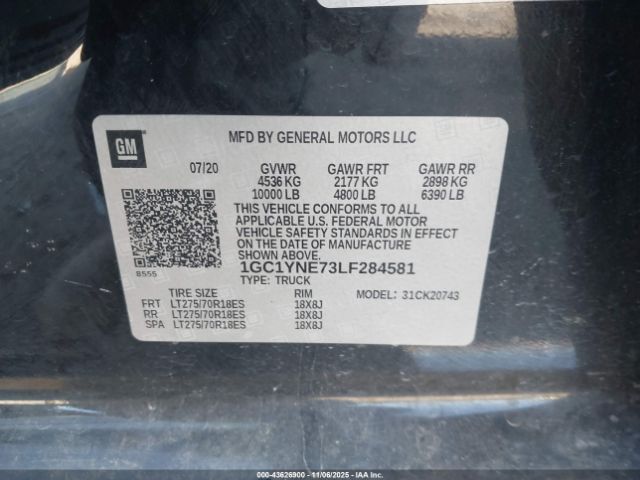 GM
MFD BY GENERAL MOTORS LLC
07/20 GVWR GAWR FRT GAWR RR
4536 KG 2177 KG 2898 KG
10000 LB 4800 LB 6390 LB
THIS VEHICLE CONFORMS TO ALL
APPLICABLE U.S. FEDERAL MOTOR
VEHICLE SAFETY STANDARDS IN EFFECT
ON THE DATE OF MANUFACTURE
SHOWN ABOVE.
8555
1GC1YNE73LF284581
TYPE: TRUCK
TIRE SIZE RIM MODEL: 31CK20743
FRT LT275/70R18ES 18X8J
RR LT275/70R18ES 18X8J
SPA LT275/70R18ES 18X8J
000-43626900 - 11/06/2025 - IAAI.com